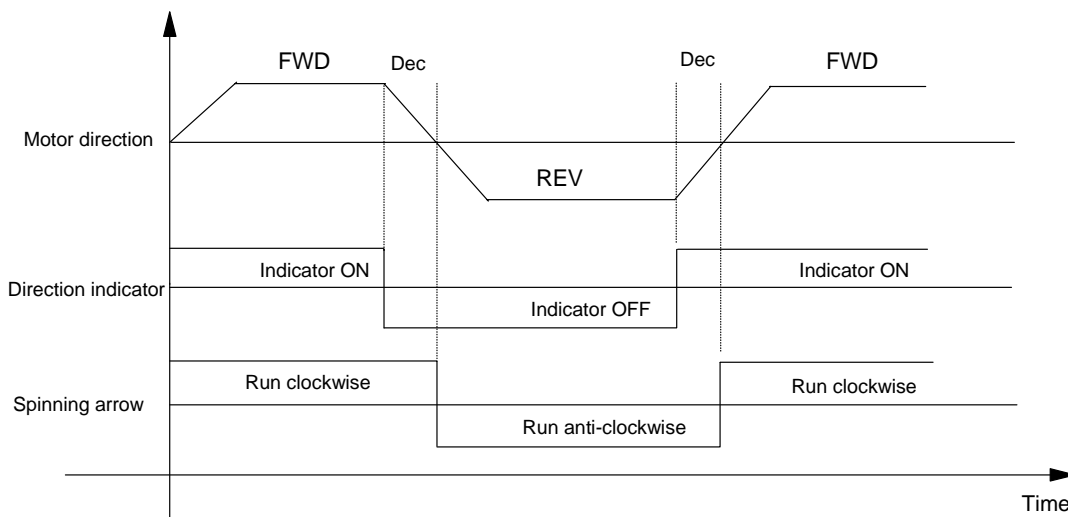 FWD
Dec
Dec
FWD
Motor direction
REV
Indicator ON
Indicator ON
Direction indicator
Indicator OFF
Run clockwise
Run clockwise
Spinning arrow
Run anti-clockwise
Time